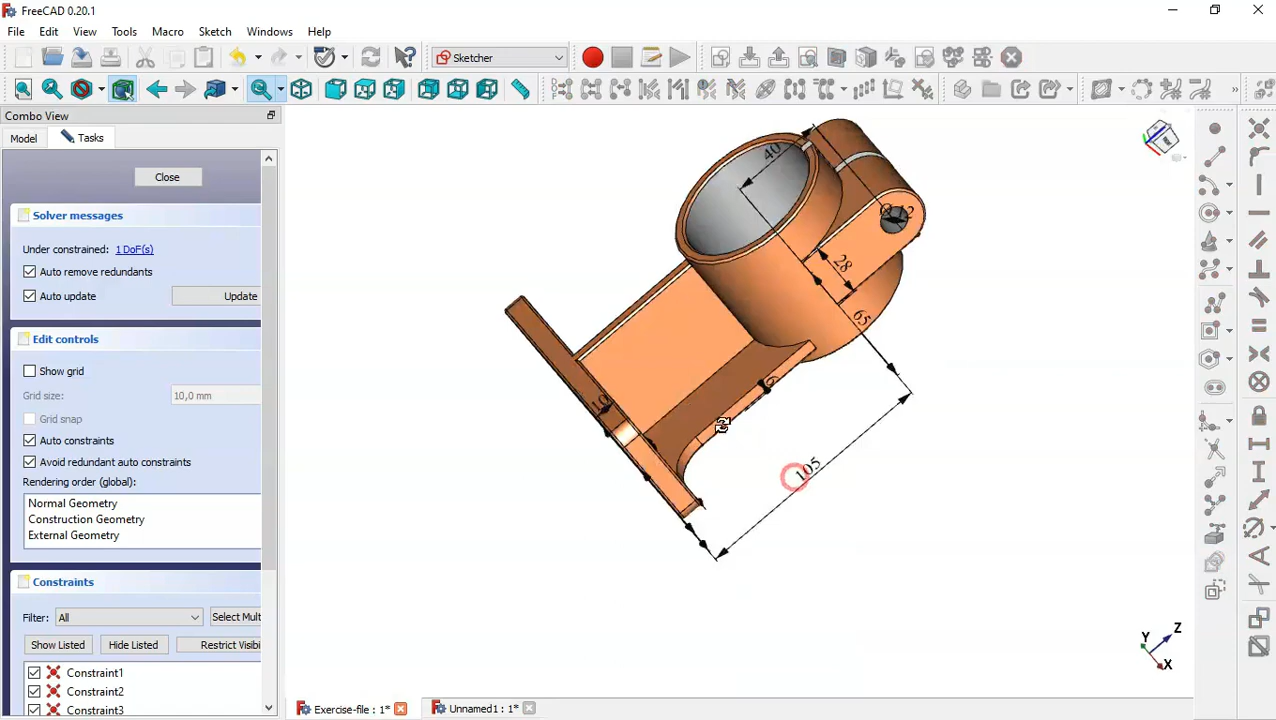 FreeCAD 0.20.1
File Edit View Tools Macro Sketch Windows Help
Sketcher
Combo View
Model Tasks
Close
Solver messages
Under constrained: 1 DoF(s)
Auto remove redundants
Auto update Update
Edit controls
Show grid
Grid size: 10,0 mm
Grid snap
Auto constraints
Avoid redundant auto constraints
Rendering order (global):
Normal Geometry
Construction Geometry
External Geometry
Constraints
Filter: All Select Mult
Show Listed Hide Listed Restrict Visibi
Constraint1
Constraint2
Constraint3
40
28
65
105
Y Z
X
Exercise-file : 1* Unnamed1 : 1*